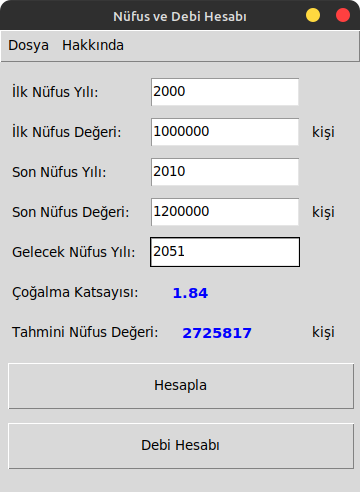 Nüfus ve Debi Hesabı
Dosya Hakkında
İlk Nüfus Yılı: 2000
İlk Nüfus Değeri: 1000000 kişi
Son Nüfus Yılı: 2010
Son Nüfus Değeri: 1200000 kişi
Gelecek Nüfus Yılı: 2051
Çoğalma Katsayısı: 1.84
Tahmini Nüfus Değeri: 2725817 kişi
Hesapla
Debi Hesabı